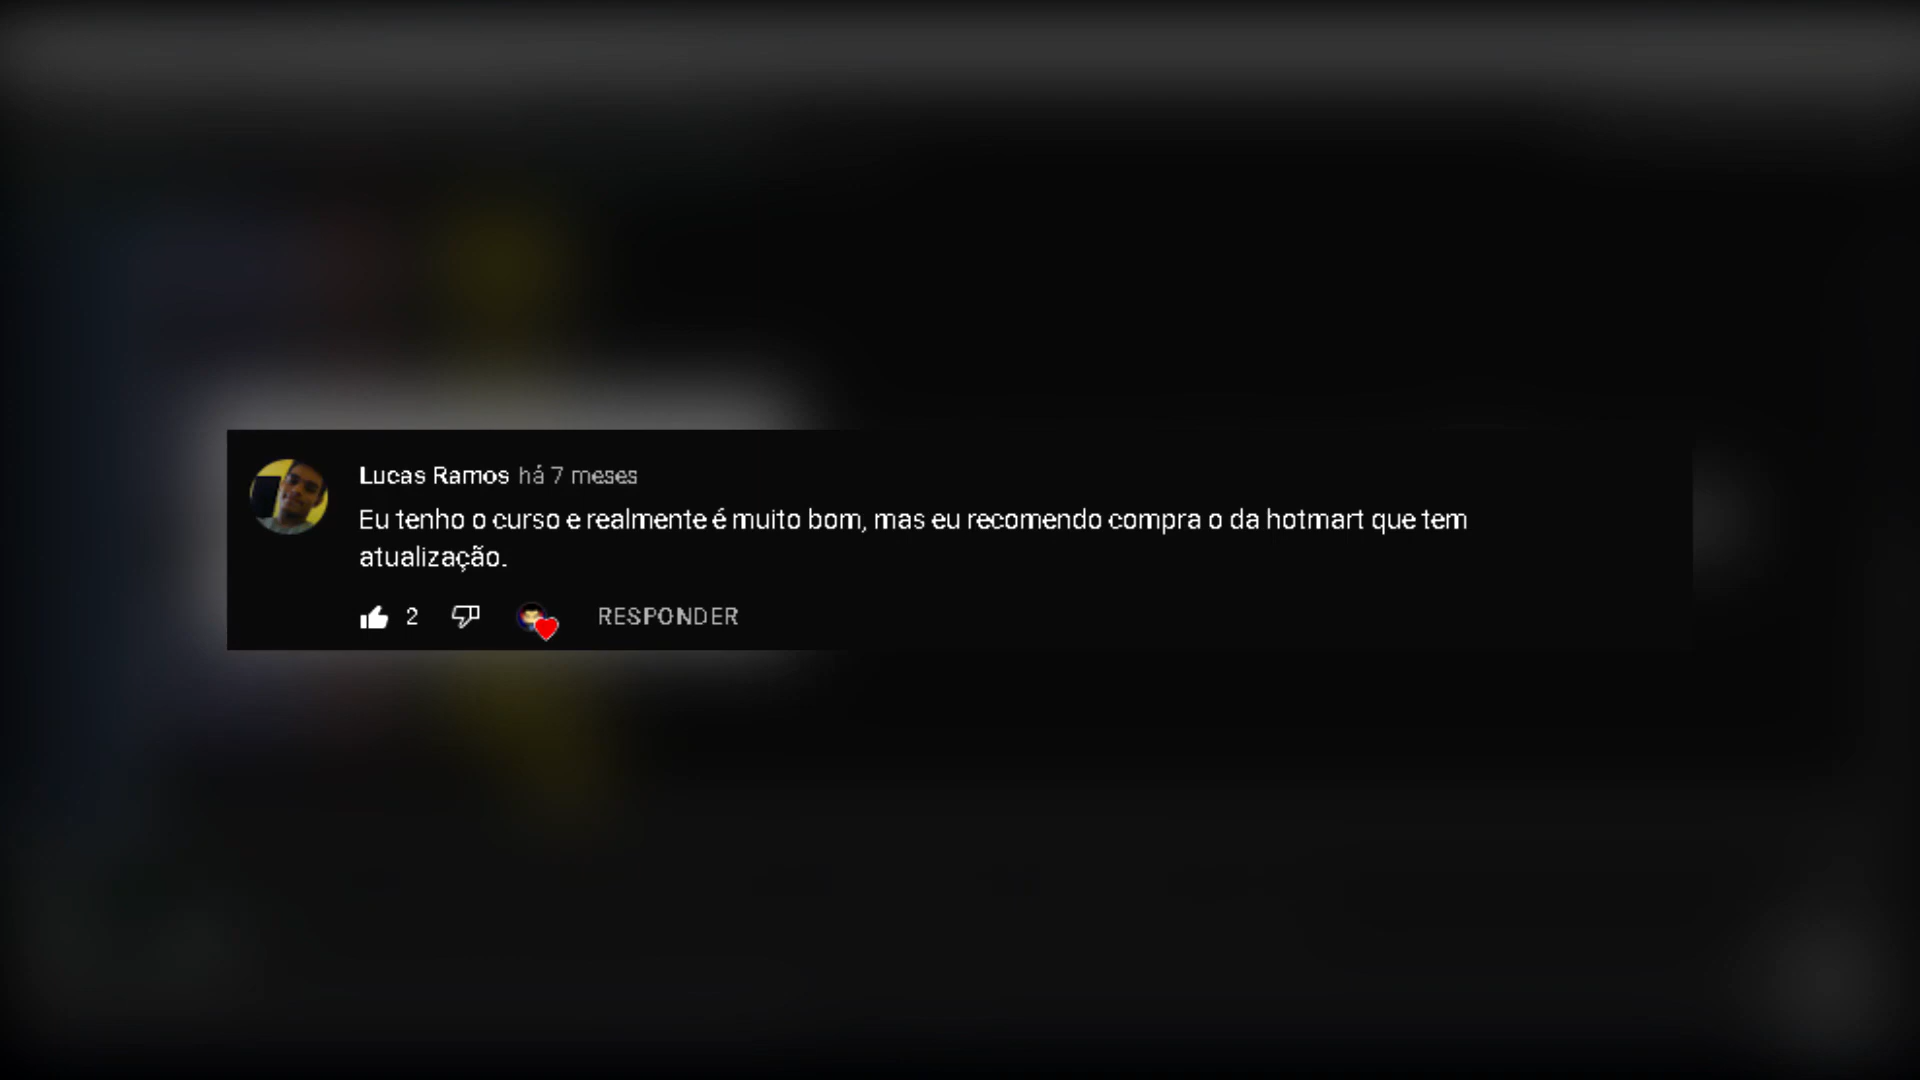 Lucas Ramos há 7 meses
Eu tenho o curso e realmente é muito bom, mas eu recomendo compra o da hotmart que tem
atualização.
2 RESPONDER